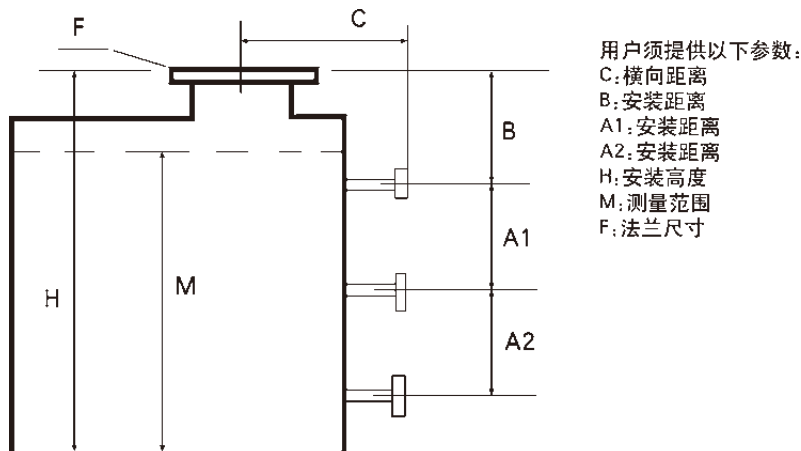 C
F
B
A1
H
M
A2
用户须提供以下参数:
C:横向距离
B:安装距离
A1:安装距离
A2:安装距离
H:安装高度
M:测量范围
F:法兰尺寸